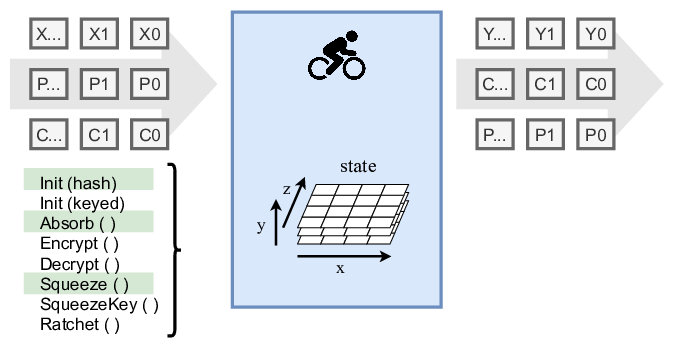 X... X1 X0
P... P1 P0
C... C1 C0
Init (hash)
Init (keyed)
Absorb ( )
Encrypt ( )
Decrypt ( )
Squeeze ( )
SqueezeKey ( )
Ratchet ( )
state
z
y
x
Y... Y1 Y0
C... C1 C0
P... P1 P0